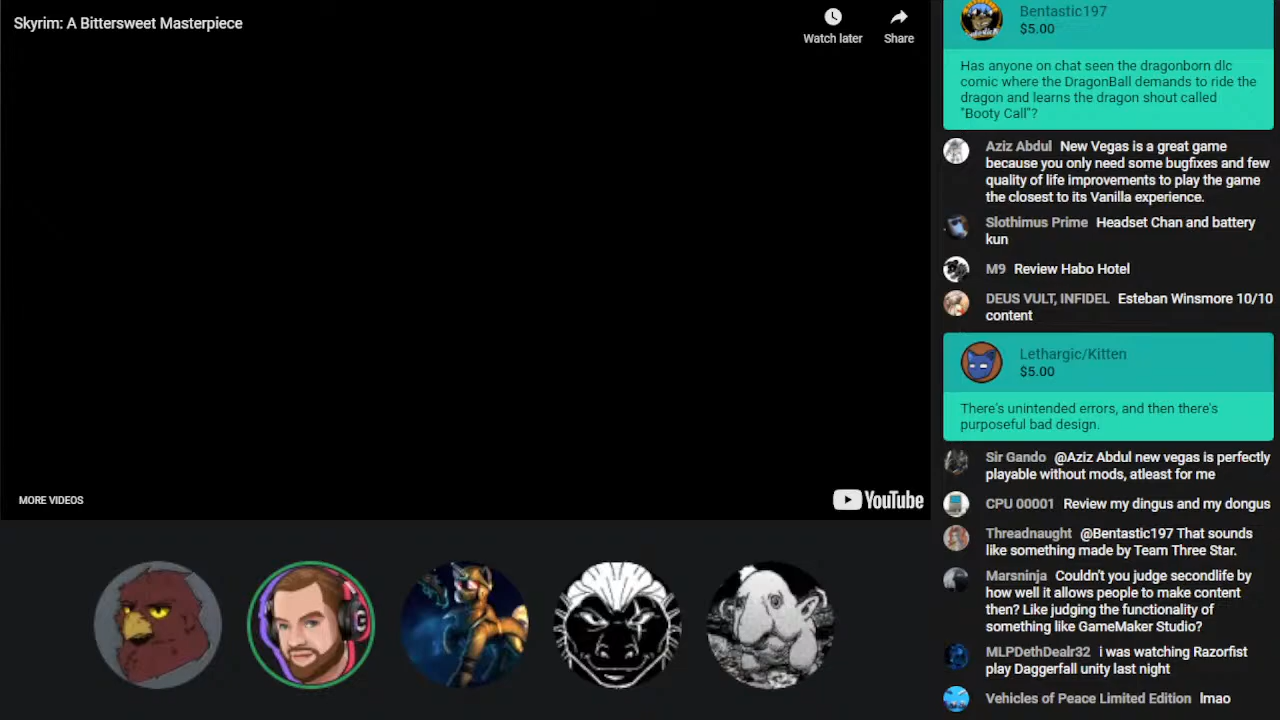 Skyrim: A Bittersweet Masterpiece
Watch later
Share
MORE VIDEOS
YouTube
Bentastic197
$5.00
Has anyone on chat seen the dragonborn dlc
comic where the DragonBall demands to ride the
dragon and learns the dragon shout called
"Booty Call"?
Aziz Abdul New Vegas is a great game
because you only need some bugfixes and few
quality of life improvements to play the game
the closest to its Vanilla experience.
Slothimus Prime Headset Chan and battery
kun
M9 Review Habo Hotel
DEUS VULT, INFIDEL Esteban Winsmore 10/10
content
Lethargic/Kitten
$5.00
There's unintended errors, and then there's
purposeful bad design.
Sir Gando @Aziz Abdul new vegas is perfectly
playable without mods, atleast for me
CPU 00001 Review my dingus and my dongus
Threadnaught @Bentastic197 That sounds
like something made by Team Three Star.
Marsninja Couldn't you judge secondlife by
how well it allows people to make content
then? Like judging the functionality of
something like GameMaker Studio?
MLPDethDealr32 i was watching Razorfist
play Daggerfall unity last night
Vehicles of Peace Limited Edition lmao